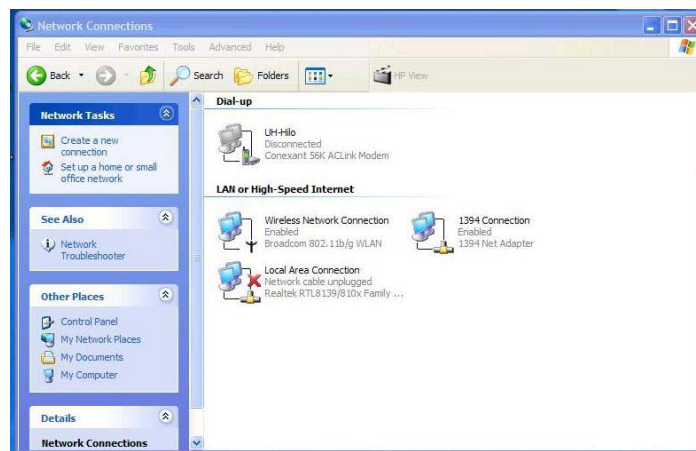 Network Connections
File Edit View Favorites Tools Advanced Help
Back Search Folders HP View
Network Tasks
Create a new
connection
Set up a home or small
office network
See Also
Network
Troubleshooter
Other Places
Control Panel
My Network Places
My Documents
My Computer
Details
Network Connections
Dial-up
UH-Hilo
Disconnected
Conexant 56K ACLink Modem
LAN or High-Speed Internet
Wireless Network Connection
Enabled
Broadcom 802.11b/g WLAN
1394 Connection
Enabled
1394 Net Adapter
Local Area Connection
Network cable unplugged
Realtek RTL8139/810x Family ...